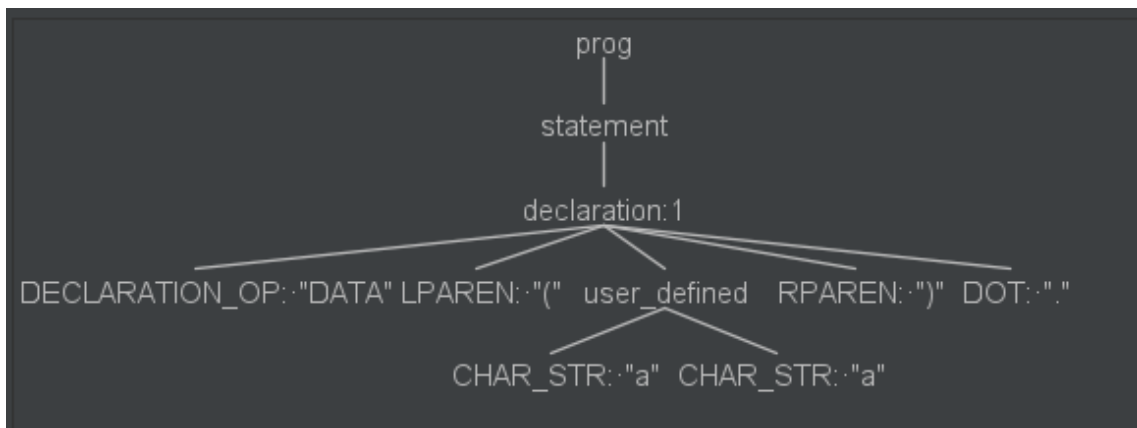 prog
statement
declaration:1
DECLARATION_OP:·"DATA" LPAREN:·"(" user_defined RPAREN:·")" DOT:·"."
CHAR_STR:·"a" CHAR_STR:·"a"